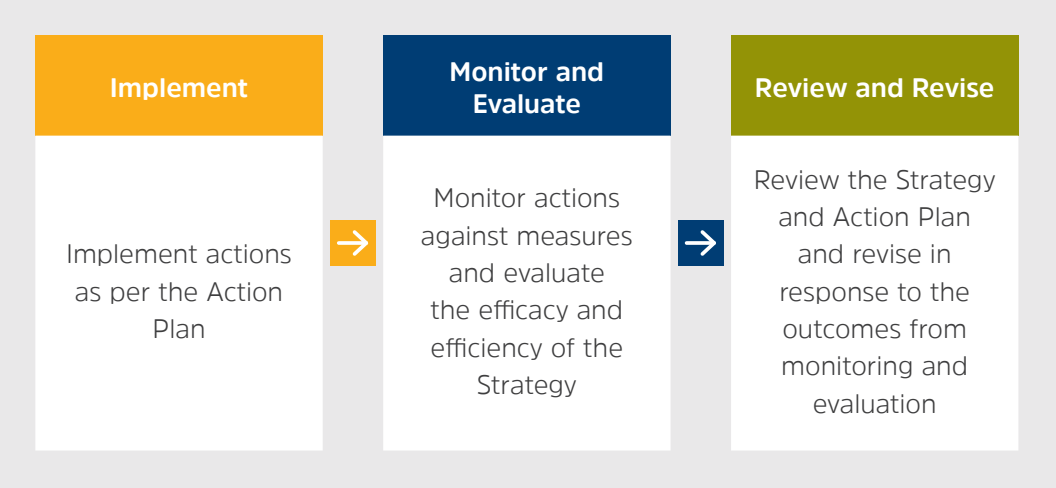 Implement
Implement actions
as per the Action
Plan
Monitor and
Evaluate
Monitor actions
against measures
and evaluate
the efficacy and
efficiency of the
Strategy
Review and Revise
Review the Strategy
and Action Plan
and revise in
response to the
outcomes from
monitoring and
evaluation